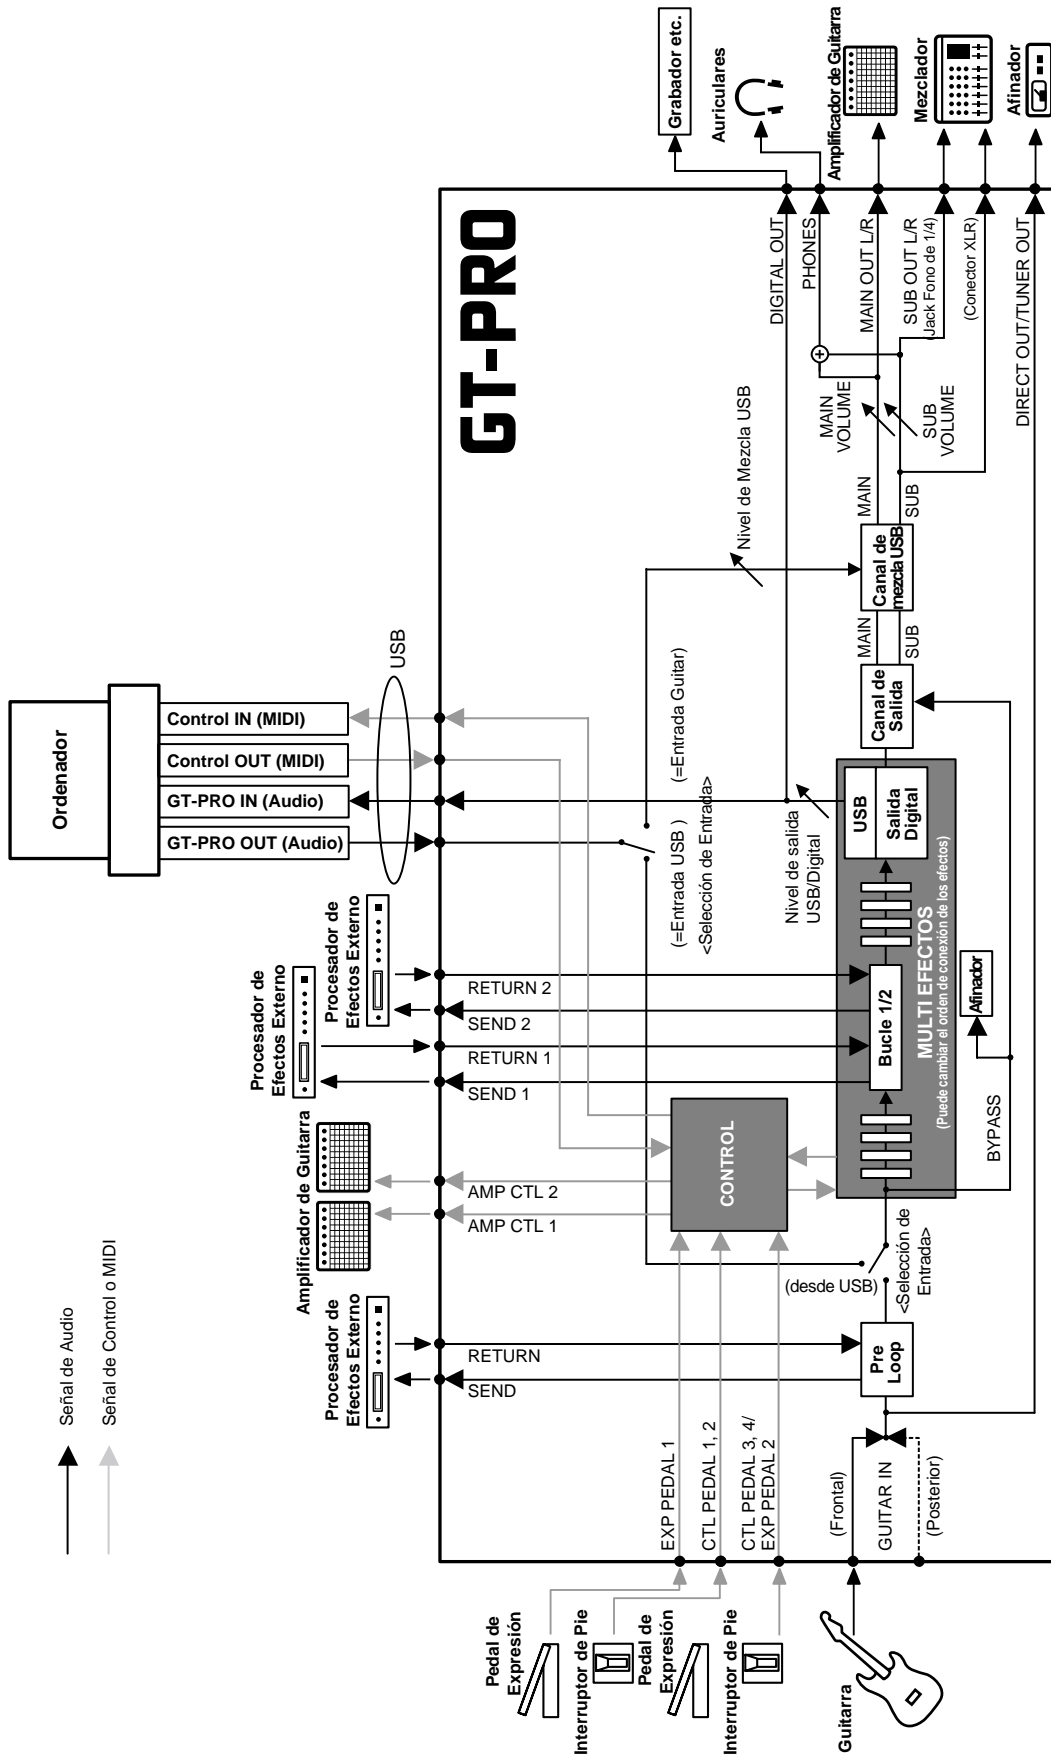 Señal de Audio
Señal de Control o MIDI
Ordenador
Control IN (MIDI)
Control OUT (MIDI)
GT-PRO IN (Audio)
GT-PRO OUT (Audio)
USB
Procesador de
Efectos Externo
Amplificador de Guitarra
Procesador de
Efectos Externo
Procesador de
Efectos Externo
GT-PRO
SEND
RETURN
AMP CTL 1
AMP CTL 2
SEND 1
RETURN 1
SEND 2
RETURN 2
Pedal de
Expresión
Interruptor de Pie
Pedal de
Expresión
Interruptor de Pie
Guitarra
EXP PEDAL 1
CTL PEDAL 1, 2
CTL PEDAL 3, 4/
EXP PEDAL 2
(Frontal)
GUITAR IN
(Posterior)
Pre
Loop
(desde USB)
<Selección de
Entrada>
CONTROL
Bucle 1/2
MULTI EFECTOS
(Puede cambiar el orden de conexión de los efectos)
BYPASS
Afinador
USB
Salida
Digital
Nivel de salida
USB/Digital
(=Entrada USB )
(=Entrada Guitar)
<Selección de Entrada>
Canal de
Salida
MAIN
SUB
Canal de
mezcla USB
Nivel de Mezcla USB
MAIN
SUB
MAIN
VOLUME
SUB
VOLUME
DIGITAL OUT
PHONES
MAIN OUT L/R
SUB OUT L/R
(Jack Fono de 1/4)
(Conector XLR)
DIRECT OUT/TUNER OUT
Grabador etc.
Auriculares
Amplificador de Guitarra
Mezclador
Afinador